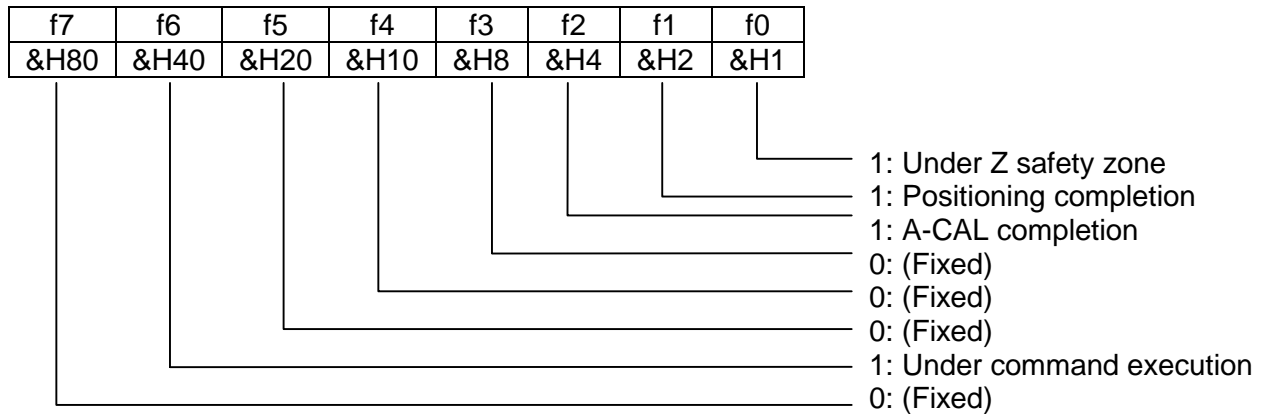 f7 f6 f5 f4 f3 f2 f1 f0
&H80 &H40 &H20 &H10 &H8 &H4 &H2 &H1
1: Under Z safety zone
1: Positioning completion
1: A-CAL completion
0: (Fixed)
0: (Fixed)
0: (Fixed)
1: Under command execution
0: (Fixed)